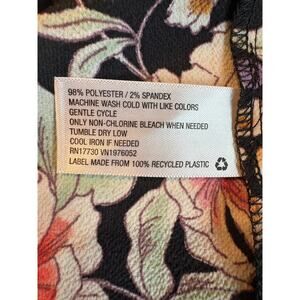 98% POLYESTER / 2% SPANDEX
MACHINE WASH COLD WITH LIKE COLORS
GENTLE CYCLE
ONLY NON-CHLORINE BLEACH WHEN NEEDED
TUMBLE DRY LOW
COOL IRON IF NEEDED
RN17730 VN1976052
LABEL MADE FROM 100% RECYCLED PLASTIC